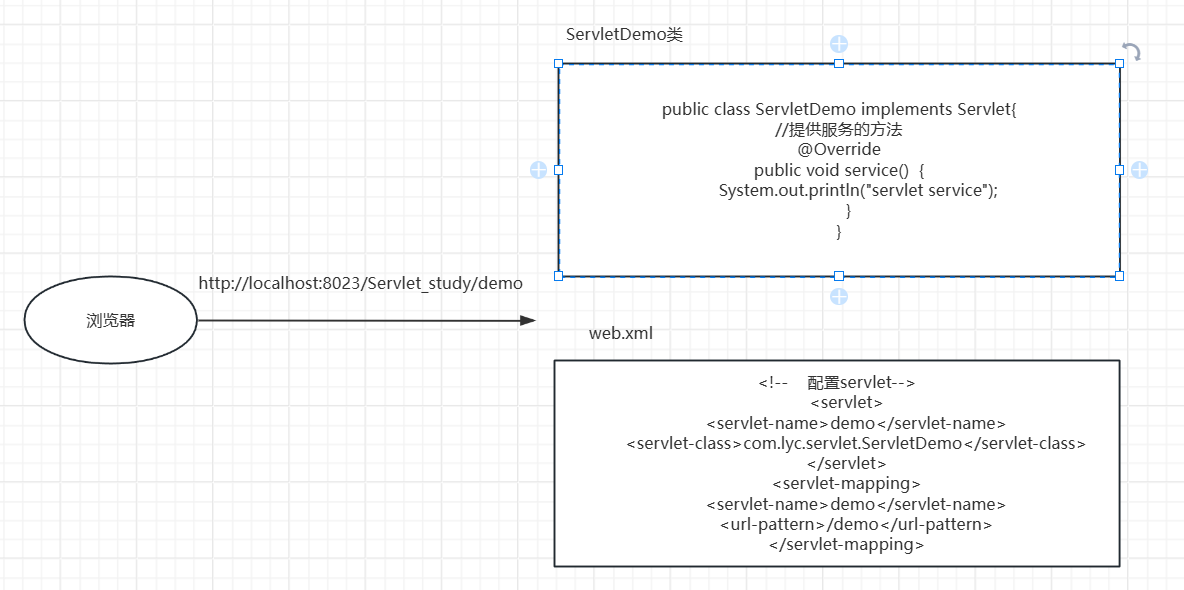 ServletDemo类
public class ServletDemo implements Servlet{
//提供服务的方法
@Override
public void service() {
System.out.println("servlet service");
}
}
http://localhost:8023/Servlet_study/demo
浏览器
web.xml
<!-- 配置servlet-->
<servlet>
<servlet-name>demo</servlet-name>
<servlet-class>com.lyc.servlet.ServletDemo</servlet-class>
</servlet>
<servlet-mapping>
<servlet-name>demo</servlet-name>
<url-pattern>/demo</url-pattern>
</servlet-mapping>